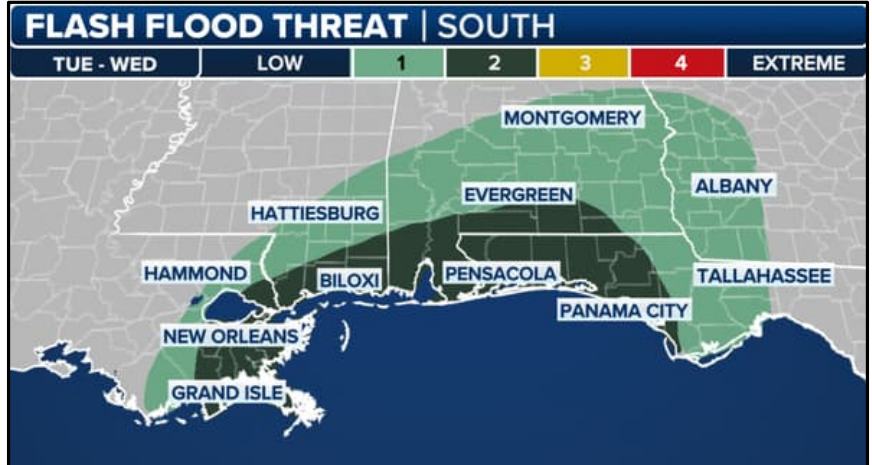 FLASH FLOOD THREAT | SOUTH
TUE - WED LOW 1 2 3 4 EXTREME
MONTGOMERY
ALBANY
EVERGREEN
HATTIESBURG
HAMMOND
BILOXI
PENSACOLA
TALLAHASSEE
PANAMA CITY
NEW ORLEANS
GRAND ISLE